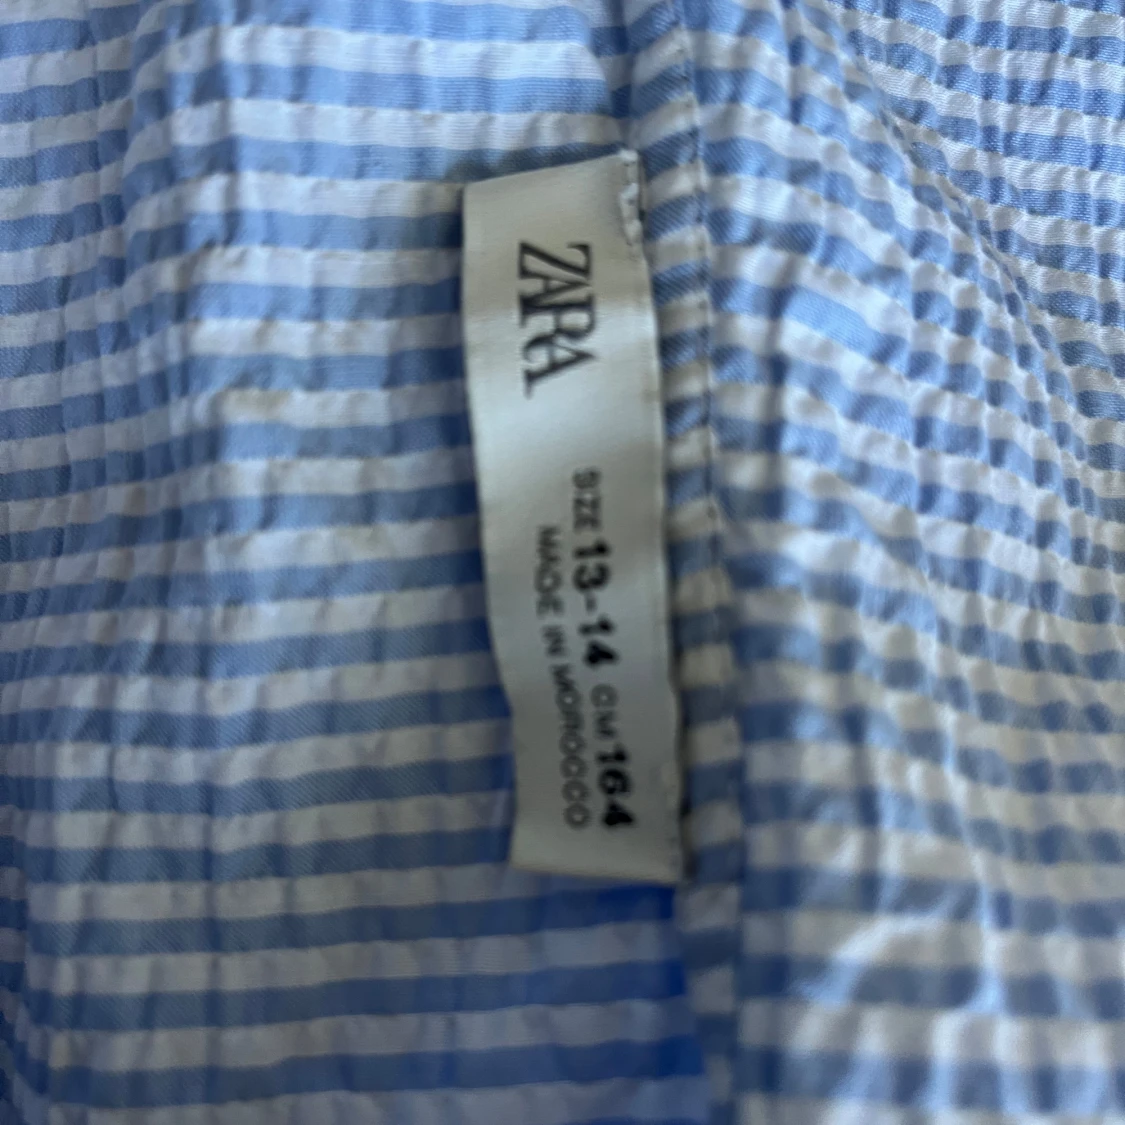 ZARA
SIZE 13-14 CM 164
MADE IN MOROCCO